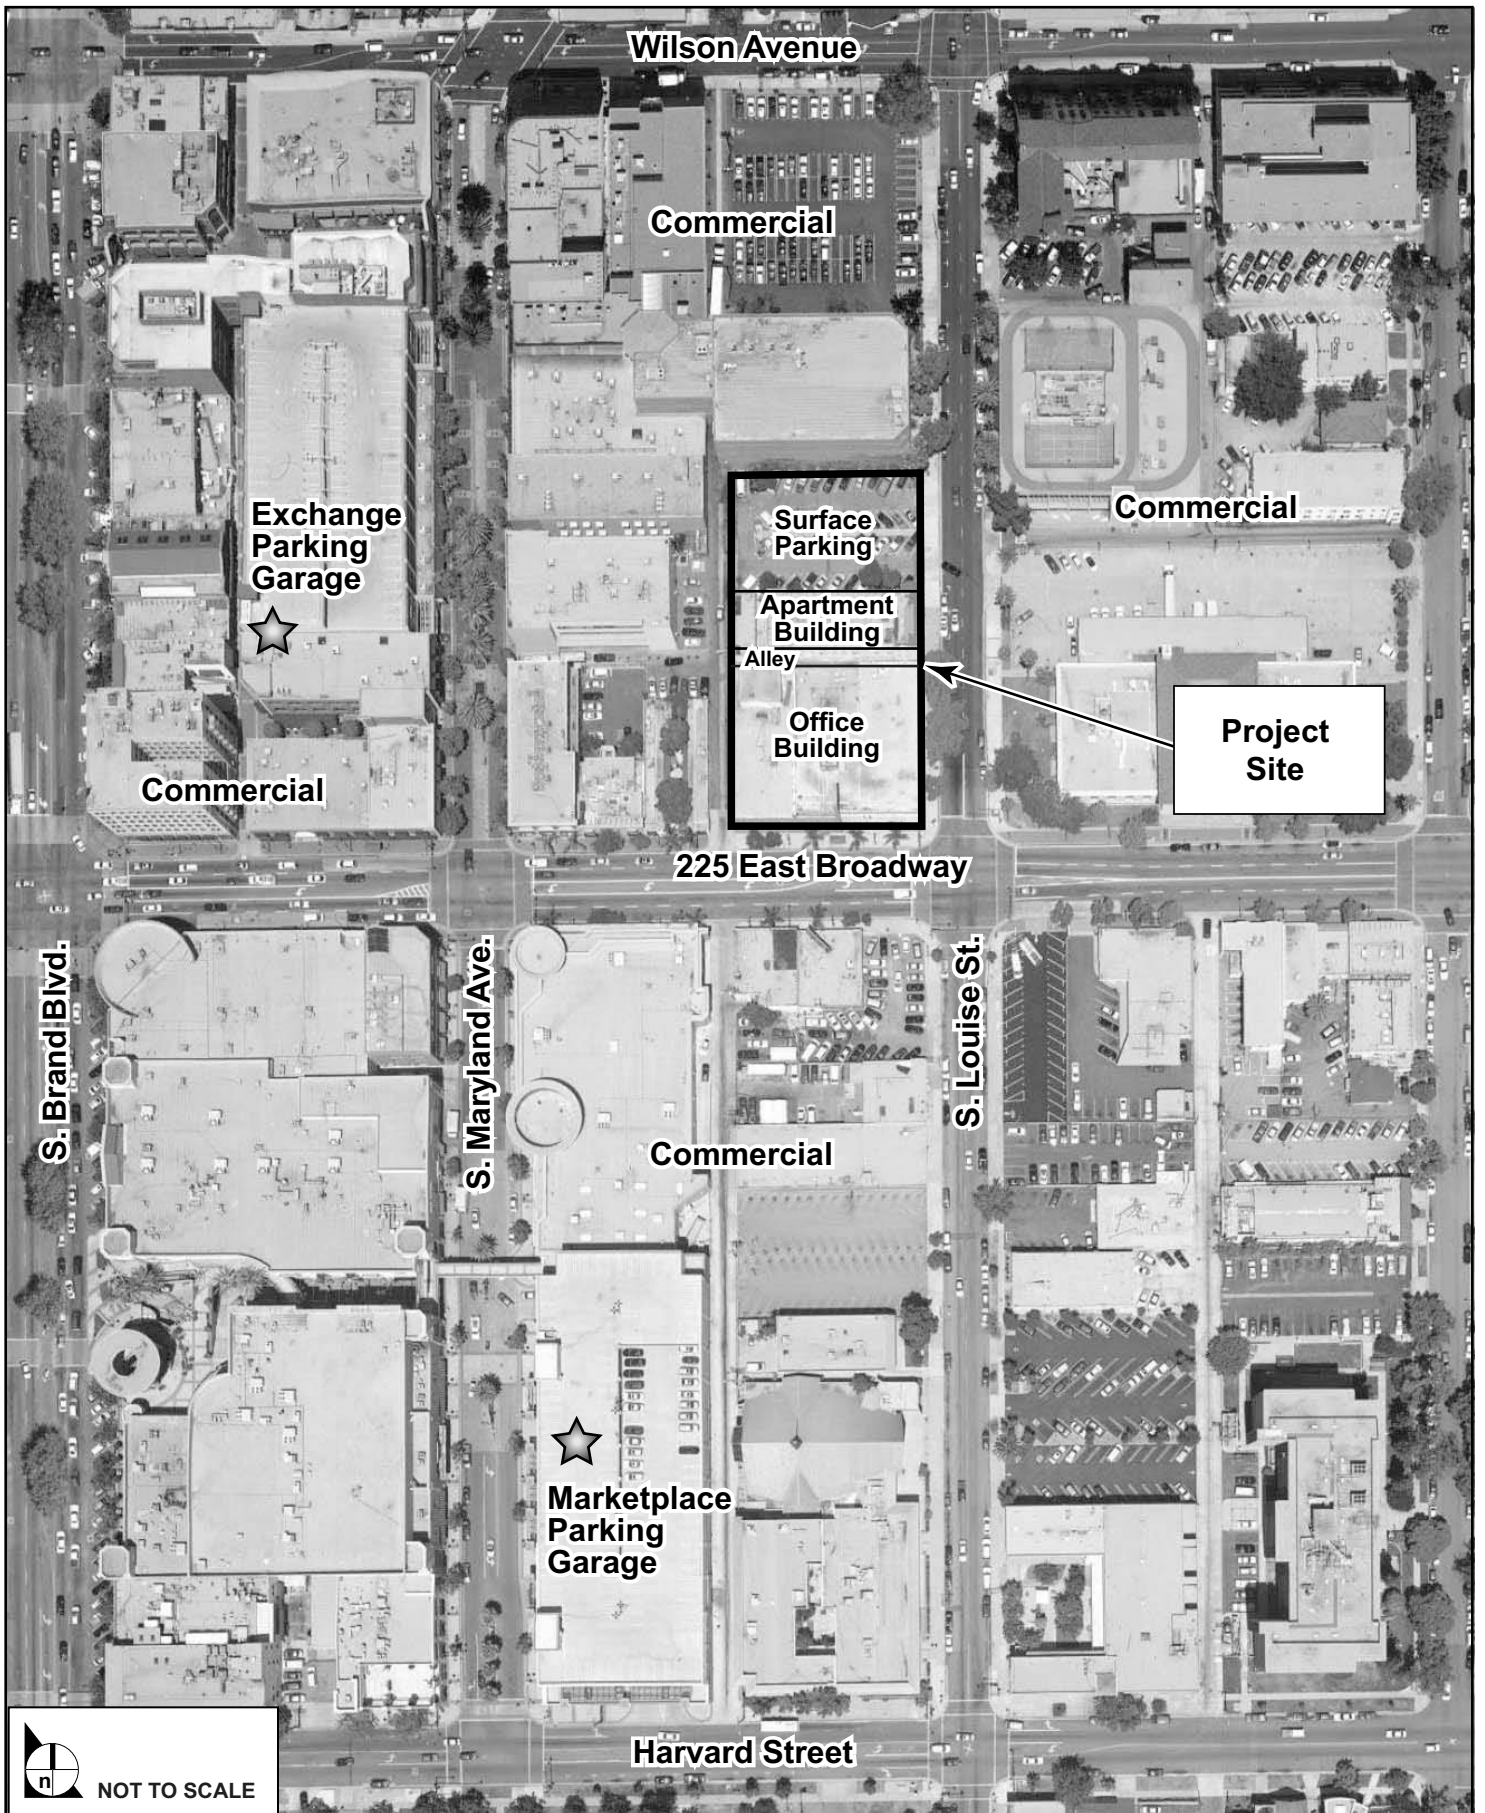 Wilson Avenue
Commercial
Exchange
Parking
Garage
Surface
Parking
Commercial
Apartment
Building
Alley
Office
Building
Project
Site
Commercial
225 East Broadway
S. Brand Blvd.
S. Maryland Ave.
S. Louise St.
Commercial
Marketplace
Parking
Garage
Harvard Street
n
NOT TO SCALE